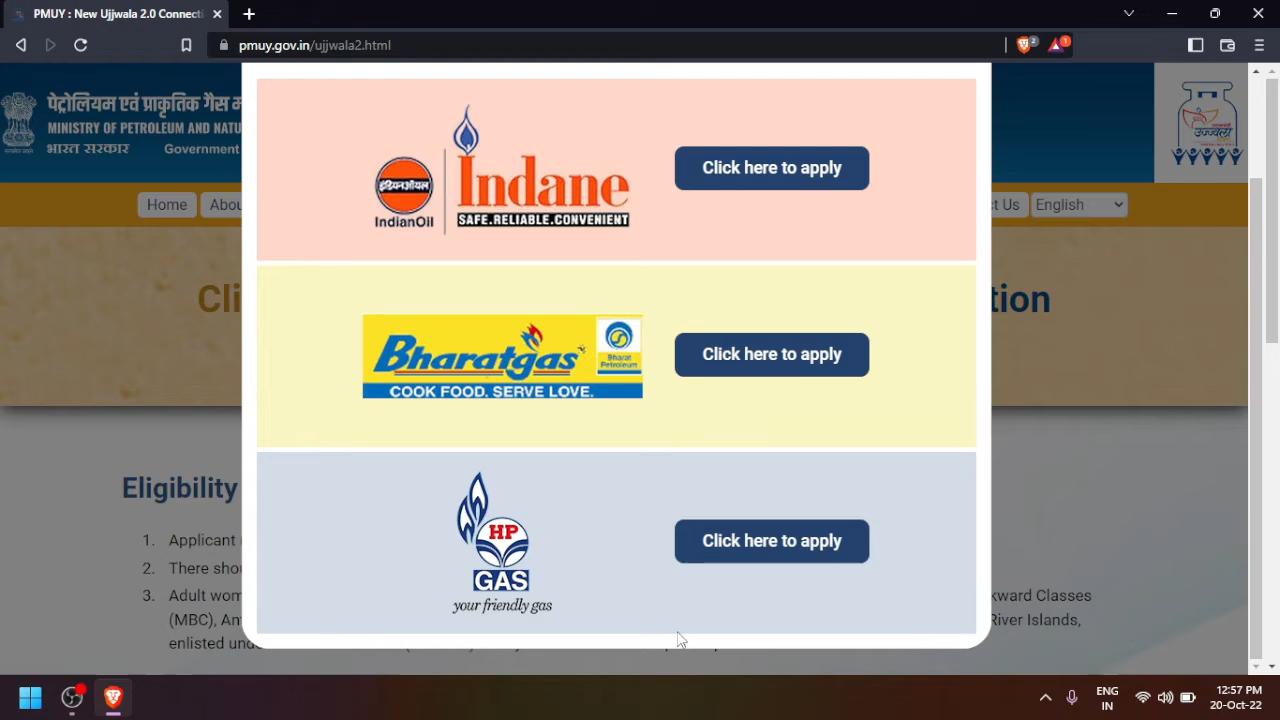 PMUY : New Ujjwala 2.0 Connecti
pmuy.gov.in/ujjwala2.html
2
1
पेट्रोलियम एवं प्राकृतिक गैस म
MINISTRY OF PETROLEUM AND NATU
भारत सरकार Government
Home
Abou
ct Us
English
Cli
tion
इंडियनऑयल
IndianOil
Indane
SAFE.RELIABLE.CONVENIENT
Click here to apply
Bharatgas
Bharat
Petroleum
COOK FOOD. SERVE LOVE.
Click here to apply
HP
GAS
your friendly gas
Click here to apply
Eligibility
1. Applicant
2. There shou
3. Adult wom
kward Classes
(MBC), An
River Islands,
enlisted und
ENG
IN
12:57 PM
20-Oct-22